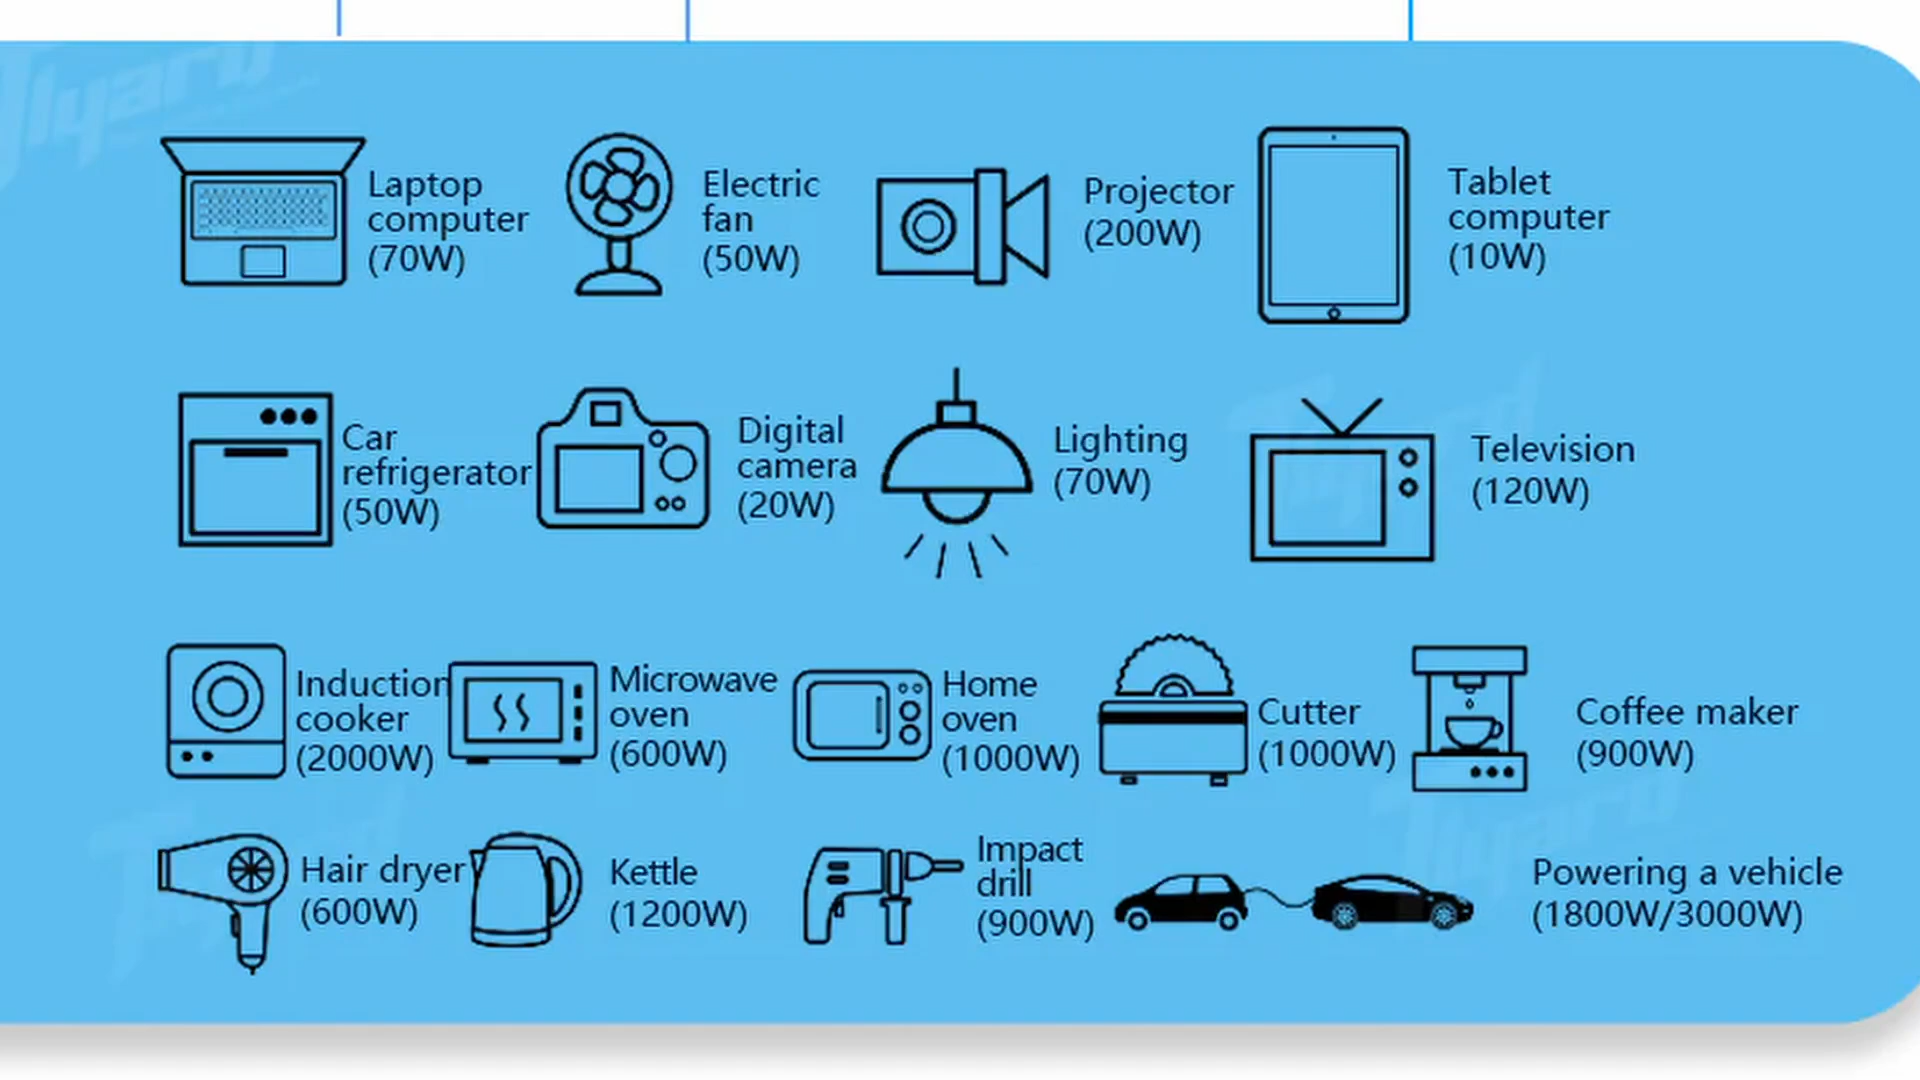 Laptop
computer
(70W)
Electric
fan
(50W)
Projector
(200W)
Tablet
computer
(10W)
Car
refrigerator
(50W)
Digital
camera
(20W)
Lighting
(70W)
Television
(120W)
Induction
cooker
(2000W)
Microwave
oven
(600W)
Home
oven
(1000W)
Cutter
(1000W)
Coffee maker
(900W)
Hair dryer
(600W)
Kettle
(1200W)
Impact
drill
(900W)
Powering a vehicle
(1800W/3000W)